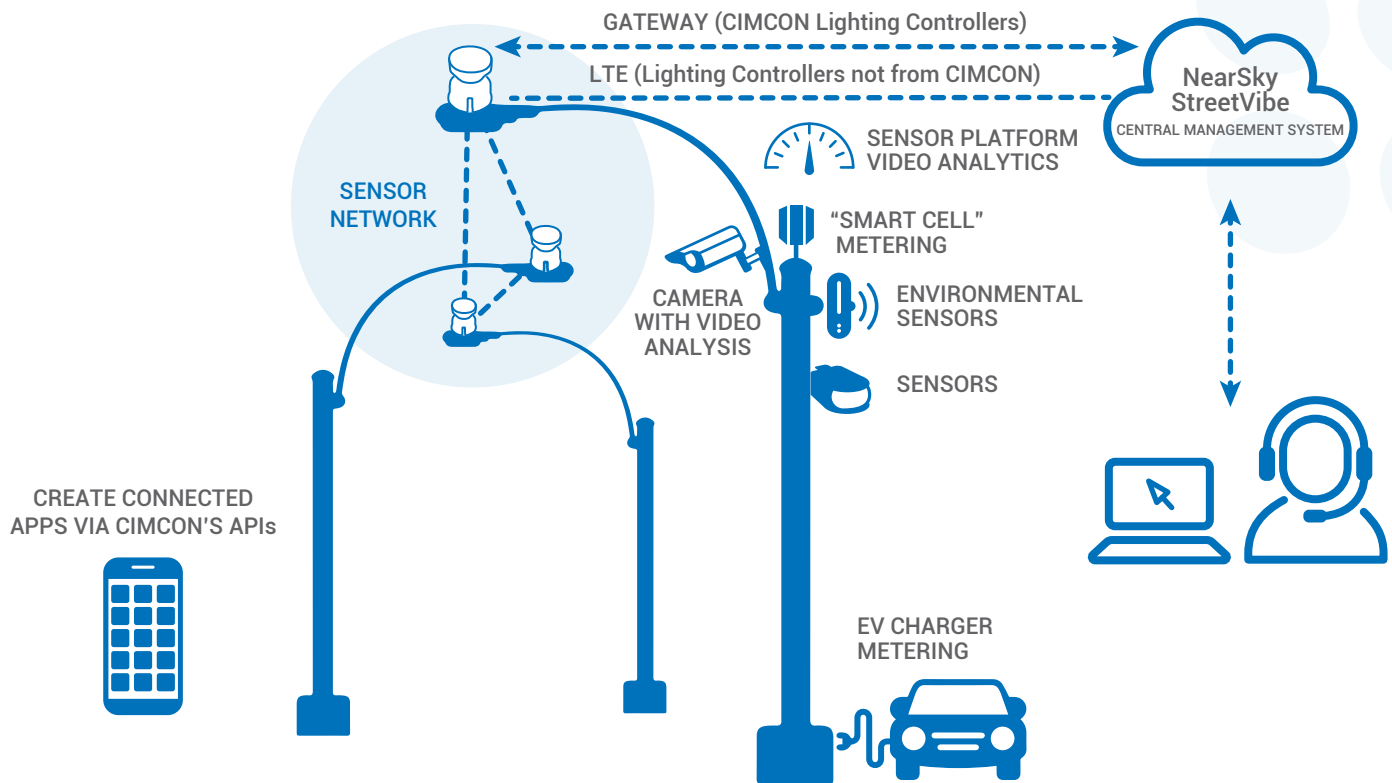 GATEWAY (CIMCON Lighting Controllers)
LTE (Lighting Controllers not from CIMCON)
NearSky
StreetVibe
CENTRAL MANAGEMENT SYSTEM
SENSOR PLATFORM
VIDEO ANALYTICS
SENSOR
NETWORK
“SMART CELL”
METERING
CAMERA
WITH VIDEO
ANALYSIS
ENVIRONMENTAL
SENSORS
SENSORS
CREATE CONNECTED
APPS VIA CIMCON’S APIs
EV CHARGER
METERING